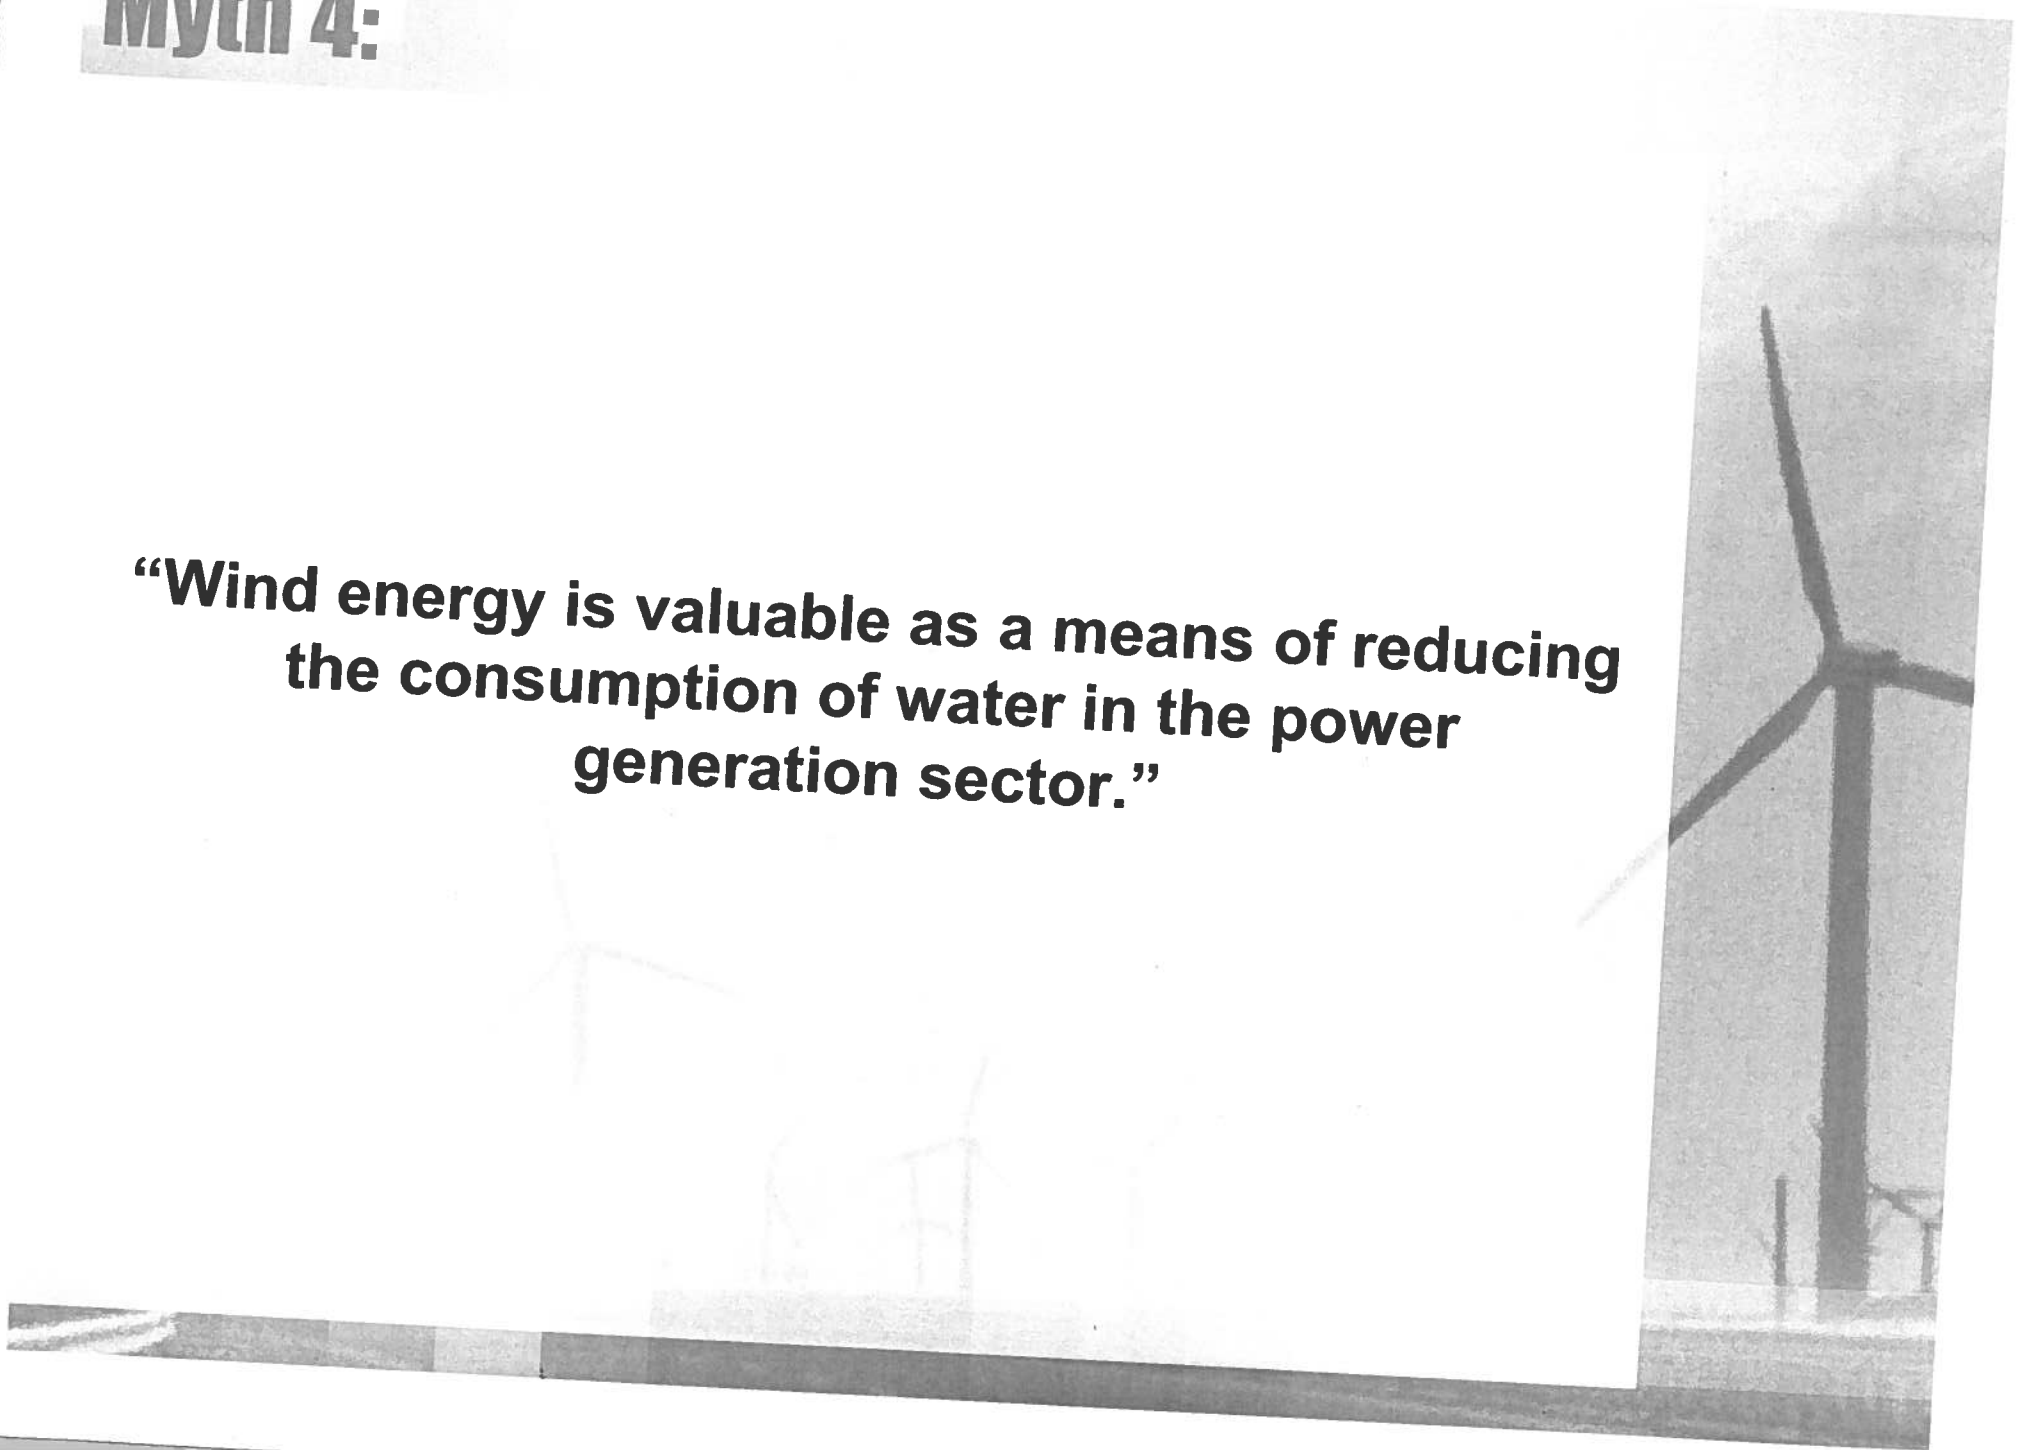 Myth 4:
“Wind energy is valuable as a means of reducing
the consumption of water in the power
generation sector.”